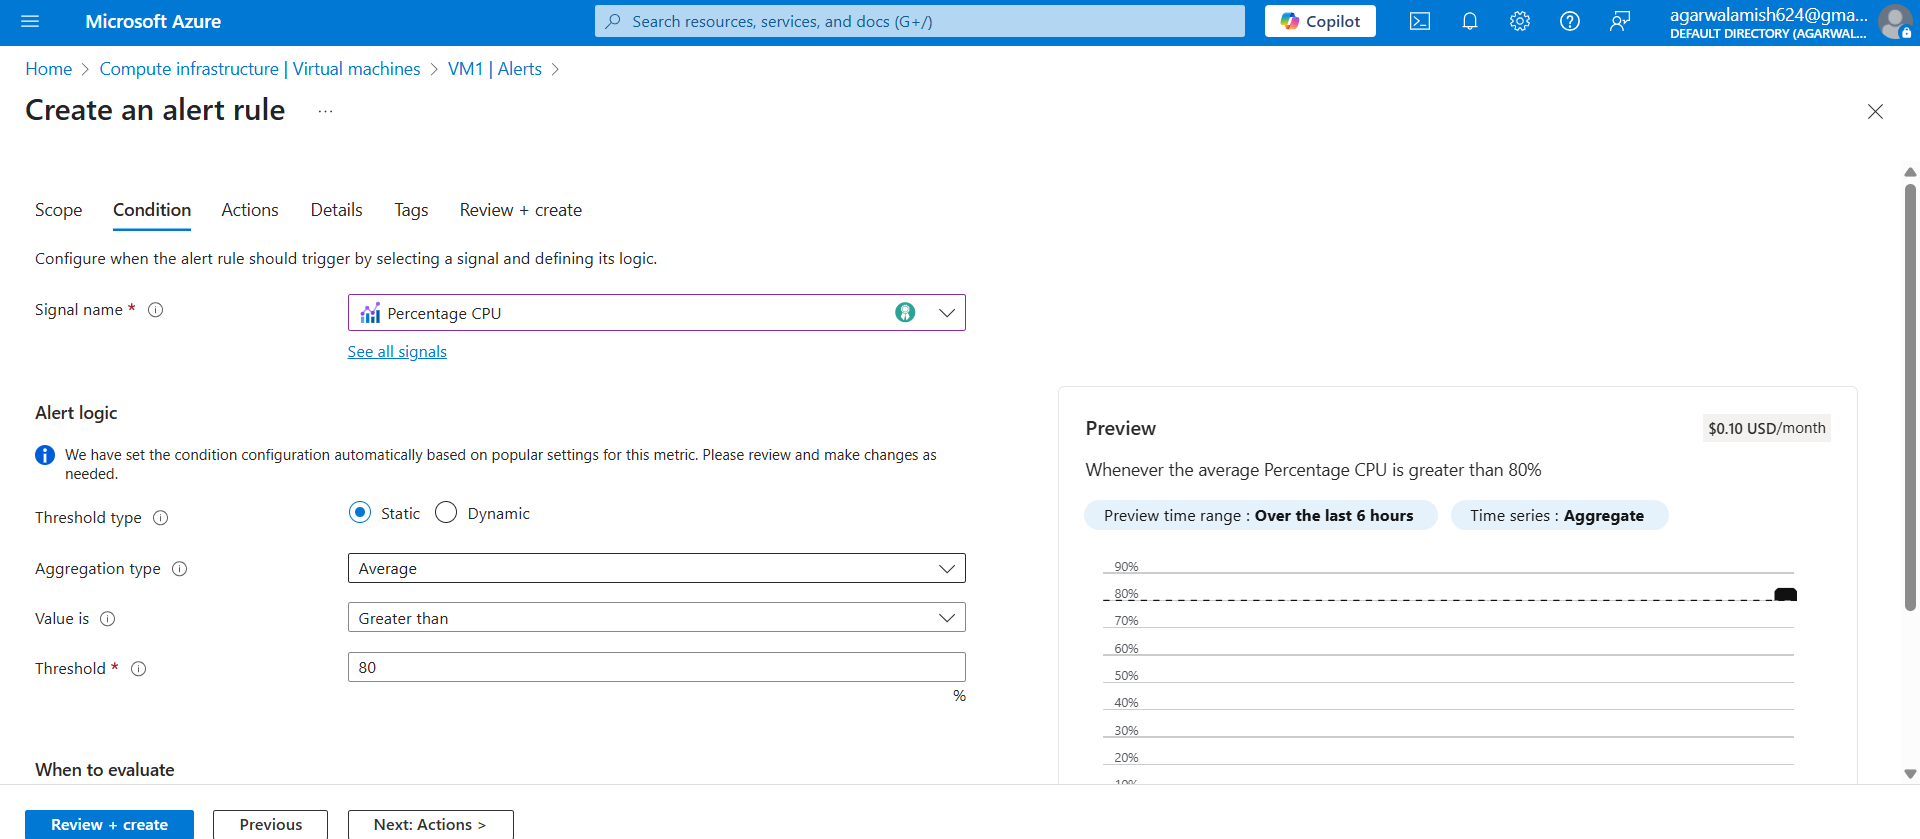 Microsoft Azure
Search resources, services, and docs (G+/)
Copilot
agarwalamish624@gma...
DEFAULT DIRECTORY (AGARWAL...
Home > Compute infrastructure | Virtual machines > VM1 | Alerts >
Create an alert rule ...
Scope Condition Actions Details Tags Review + create
Configure when the alert rule should trigger by selecting a signal and defining its logic.
Signal name *
Percentage CPU
See all signals
Alert logic
We have set the condition configuration automatically based on popular settings for this metric. Please review and make changes as
needed.
Threshold type
Static Dynamic
Aggregation type
Average
Value is
Greater than
Threshold *
80
%
When to evaluate
Preview
$0.10 USD/month
Whenever the average Percentage CPU is greater than 80%
Preview time range : Over the last 6 hours
Time series : Aggregate
90%
80%
70%
60%
50%
40%
30%
20%
10%
Review + create
Previous
Next: Actions >